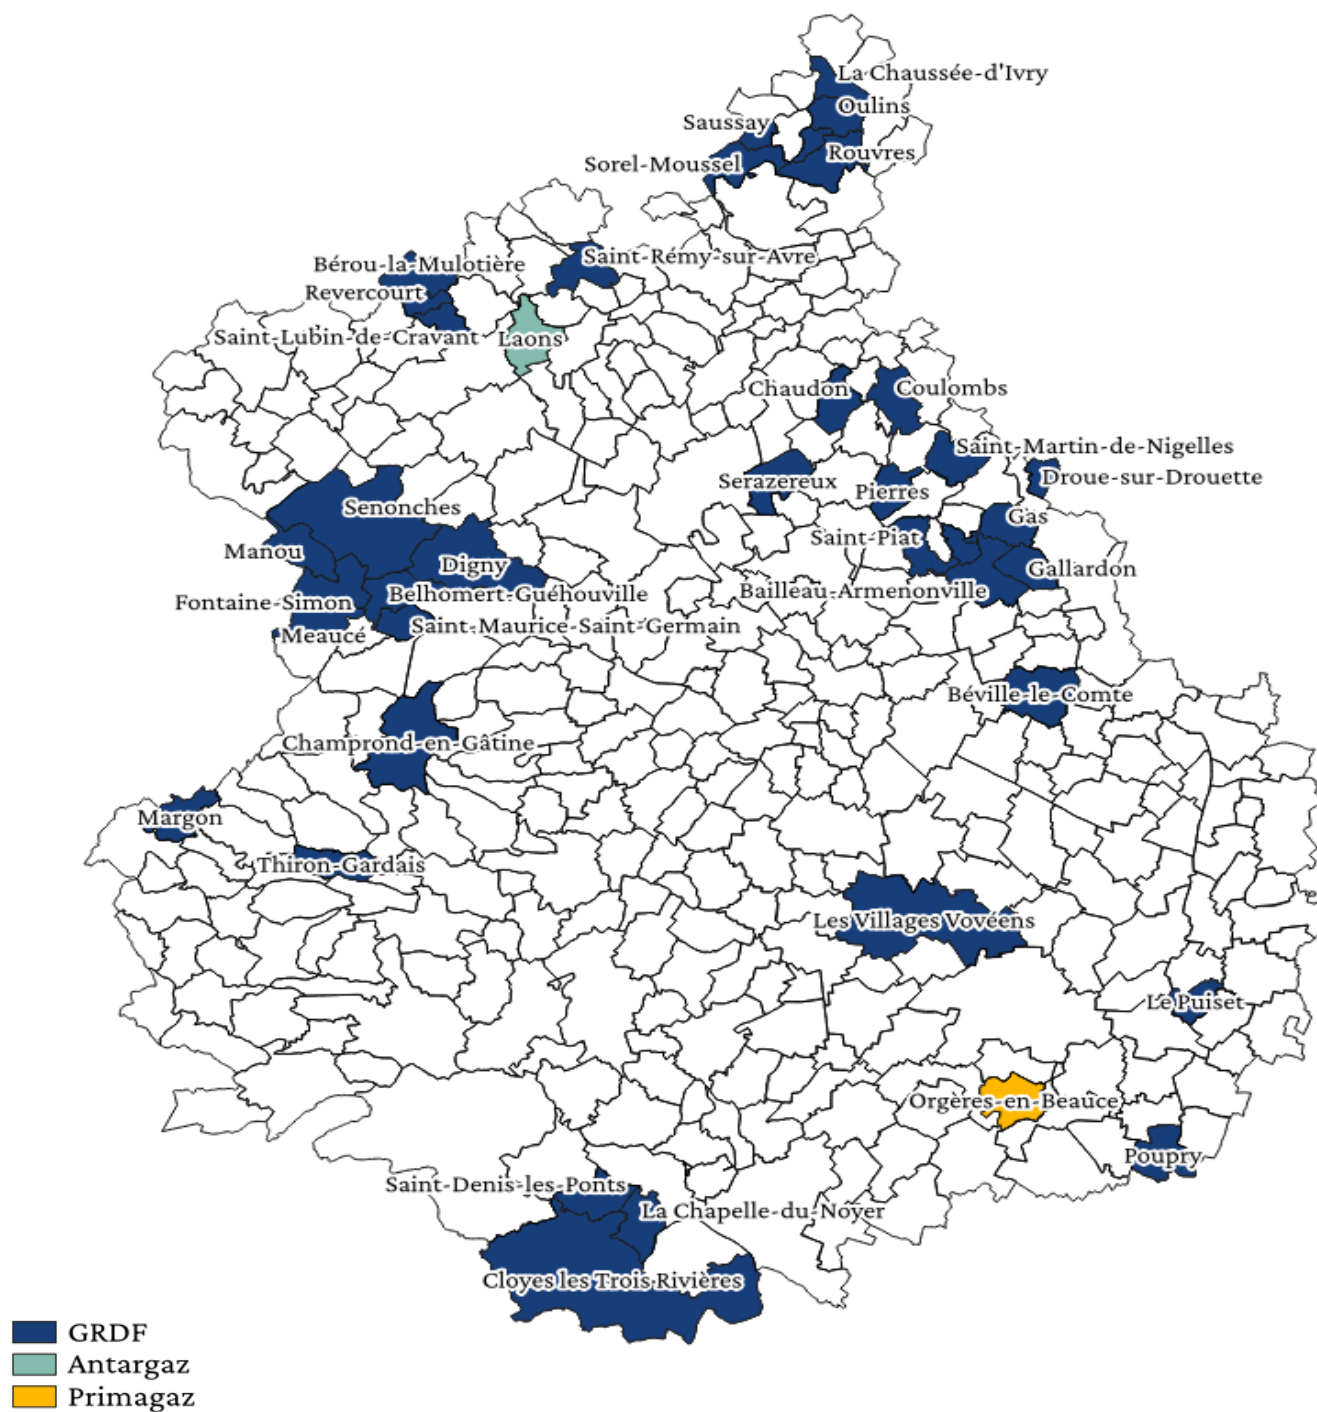 La Chaussée-d'Ivry
Oulins
Saussay
Rouvres
Sorel-Moussel
Saint-Rémy-sur-Avre
Bérou-la-Mulotière
Revercourt
Saint-Lubin-de-Cravant
Laons
Chaudon
Coulombs
Saint-Martin-de-Nigelles
Droue-sur-Drouette
Serazereux
Pierres
Senonches
Gas
Saint-Piat
Manou
Digny
Gallardon
Bailleau-Armenonville
Belhomert-Guéhouville
Fontaine-Simon
Saint-Maurice-Saint-Germain
Meaucé
Béville-le-Comte
Champrond-en-Gâtine
Margon
Thiron-Gardais
Les Villages Vovéens
Le Puiset
Orgères-en-Beauce
Poupry
Saint-Denis-les-Ponts
La Chapelle-du-Noyer
Cloyes les Trois Rivières
GRDF
Antargaz
Primagaz